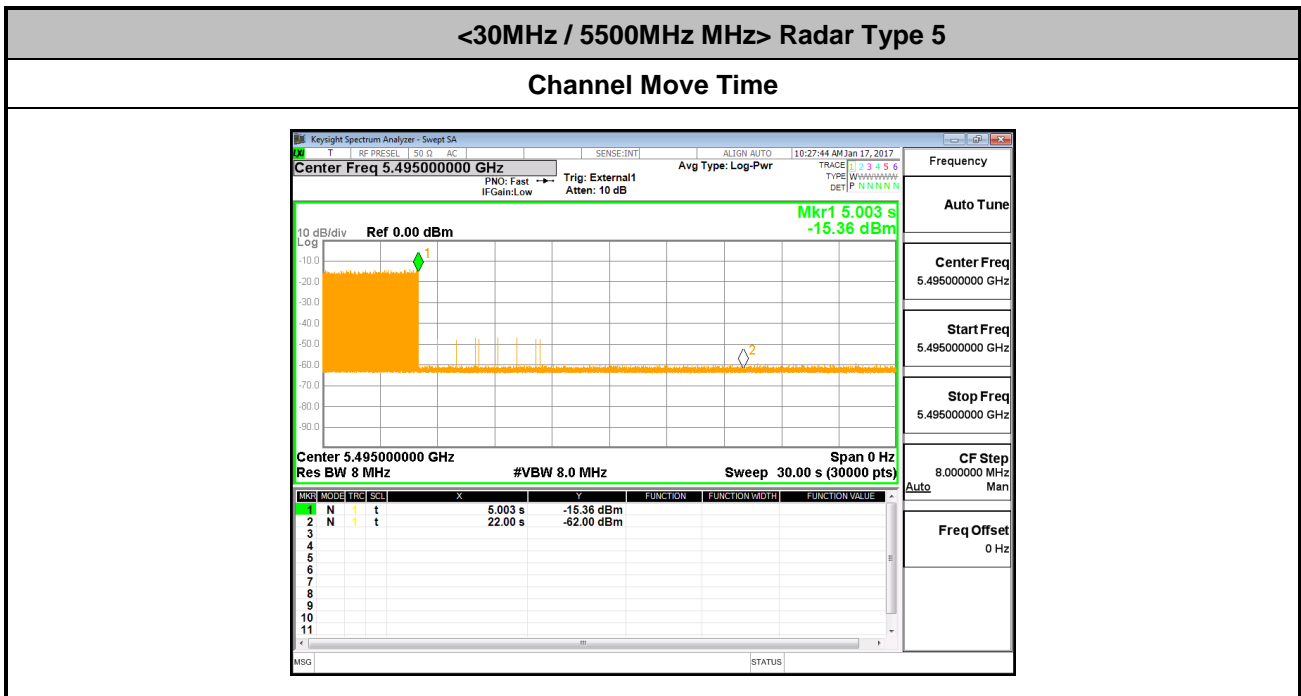 <30MHz / 5500MHz MHz> Radar Type 5
Channel Move Time
Keysight Spectrum Analyzer - Swept SA
LXI T RF PRESEL 50 Ω AC SENSE:INT ALIGN AUTO 10:27:44 AM Jan 17, 2017
Center Freq 5.495000000 GHz
PNO: Fast
IFGain:Low
Trig: External1
Atten: 10 dB
Avg Type: Log-Pwr
TRACE 1 2 3 4 5 6
TYPE WWWWWW
DET P N N N N N
Frequency
Mkr1 5.003 s
-15.36 dBm
10 dB/div Ref 0.00 dBm
Log
-10.0
-20.0
-30.0
-40.0
-50.0
-60.0
-70.0
-80.0
-90.0
1
2
Center 5.495000000 GHz Span 0 Hz
Res BW 8 MHz #VBW 8.0 MHz Sweep 30.00 s (30000 pts)
MKR MODE TRC SCL X Y FUNCTION FUNCTION WIDTH FUNCTION VALUE
1 N 1 t 5.003 s -15.36 dBm
2 N 1 t 22.00 s -62.00 dBm
3
4
5
6
7
8
9
10
11
MSG STATUS
Auto Tune
Center Freq
5.495000000 GHz
Start Freq
5.495000000 GHz
Stop Freq
5.495000000 GHz
CF Step
8.000000 MHz
Auto Man
Freq Offset
0 Hz